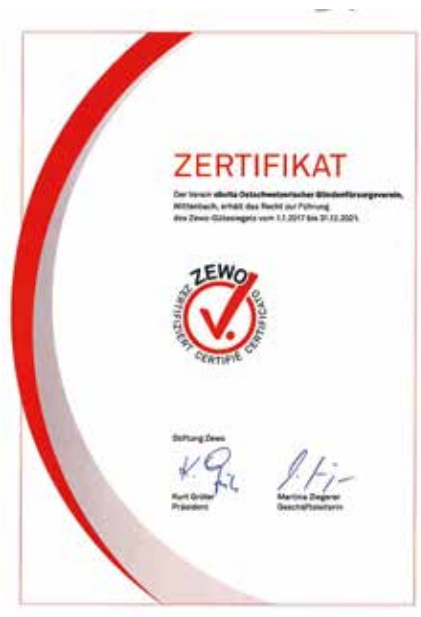 ZERTIFIKAT
Der Verein obvita Ostschweizerischer Blindenfürsorgeverein,
Wittenbach, erhält das Recht zur Führung
des Zewo-Gütesiegels vom 1.1.2017 bis 31.12.2021.
ZEWO
ZERTIFIZIERT CERTIFIÉ CERTIFICATO
Stiftung Zewo
Kurt Grüter Martina Ziegerer
Präsident Geschäftsleiterin